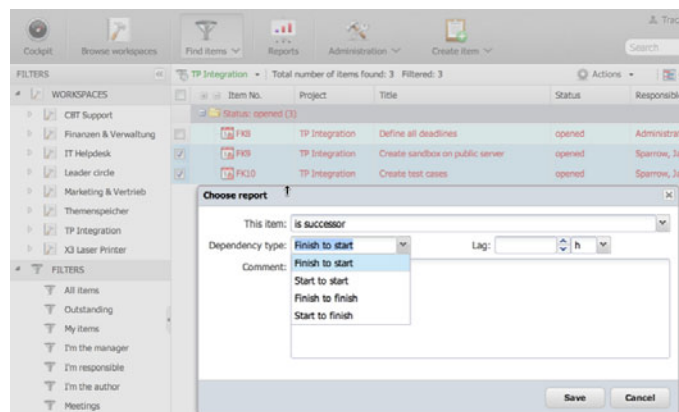 Cockpit Browse workspaces Find items Reports Administration Create item
Search
FILTERS TP Integration Total number of items found: 3 Filtered: 3 Actions
WORKSPACES Item No. Project Title Status Responsible
CBT Support Status: opened (3)
Finanzen & Verwaltung FK8 TP Integration Define all deadlines opened
IT Helpdesk FK9 TP Integration Create sandbox on public server opened Sparrow,
Leader circle FK10 TP Integration Create test cases opened Sparrow,
Marketing & Vertrieb
Themenspeicher
TP Integration
X3 Laser Printer
FILTERS
All items
Outstanding
My items
I'm the manager
I'm responsible
I'm the author
Meetings
Choose report
This item: is successor
Dependency type: Finish to start Lag: h
Comment: Finish to start
Start to start
Finish to finish
Start to finish
Save Cancel